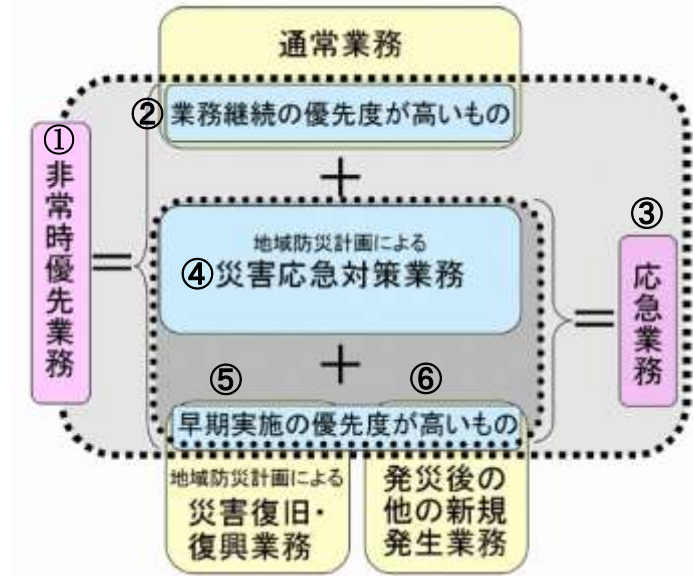 通常業務
②業務継続の優先度が高いもの
＋
①
非常時優先業務
＝
地域防災計画による
④災害応急対策業務
＝
③
応急業務
＋
⑤
⑥
早期実施の優先度が高いもの
地域防災計画による
災害復旧・
復興業務
発災後の
他の新規
発生業務